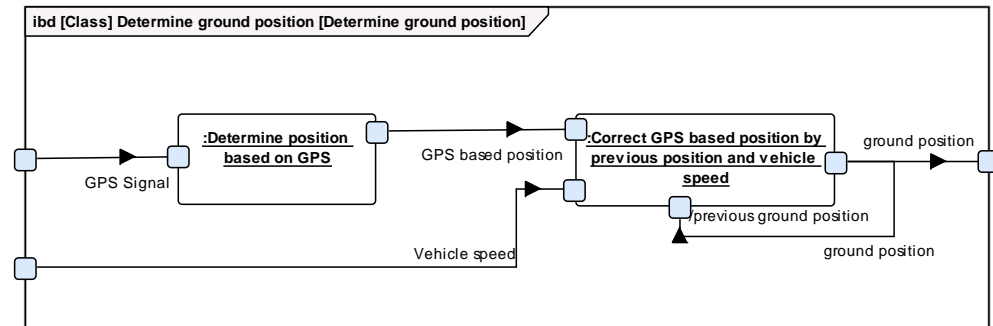 ibd [Class] Determine ground position [Determine ground position]
:Determine position
based on GPS
:Correct GPS based position by
previous position and vehicle
speed
ground position
GPS based position
GPS Signal
/previous ground position
Vehicle speed
ground position